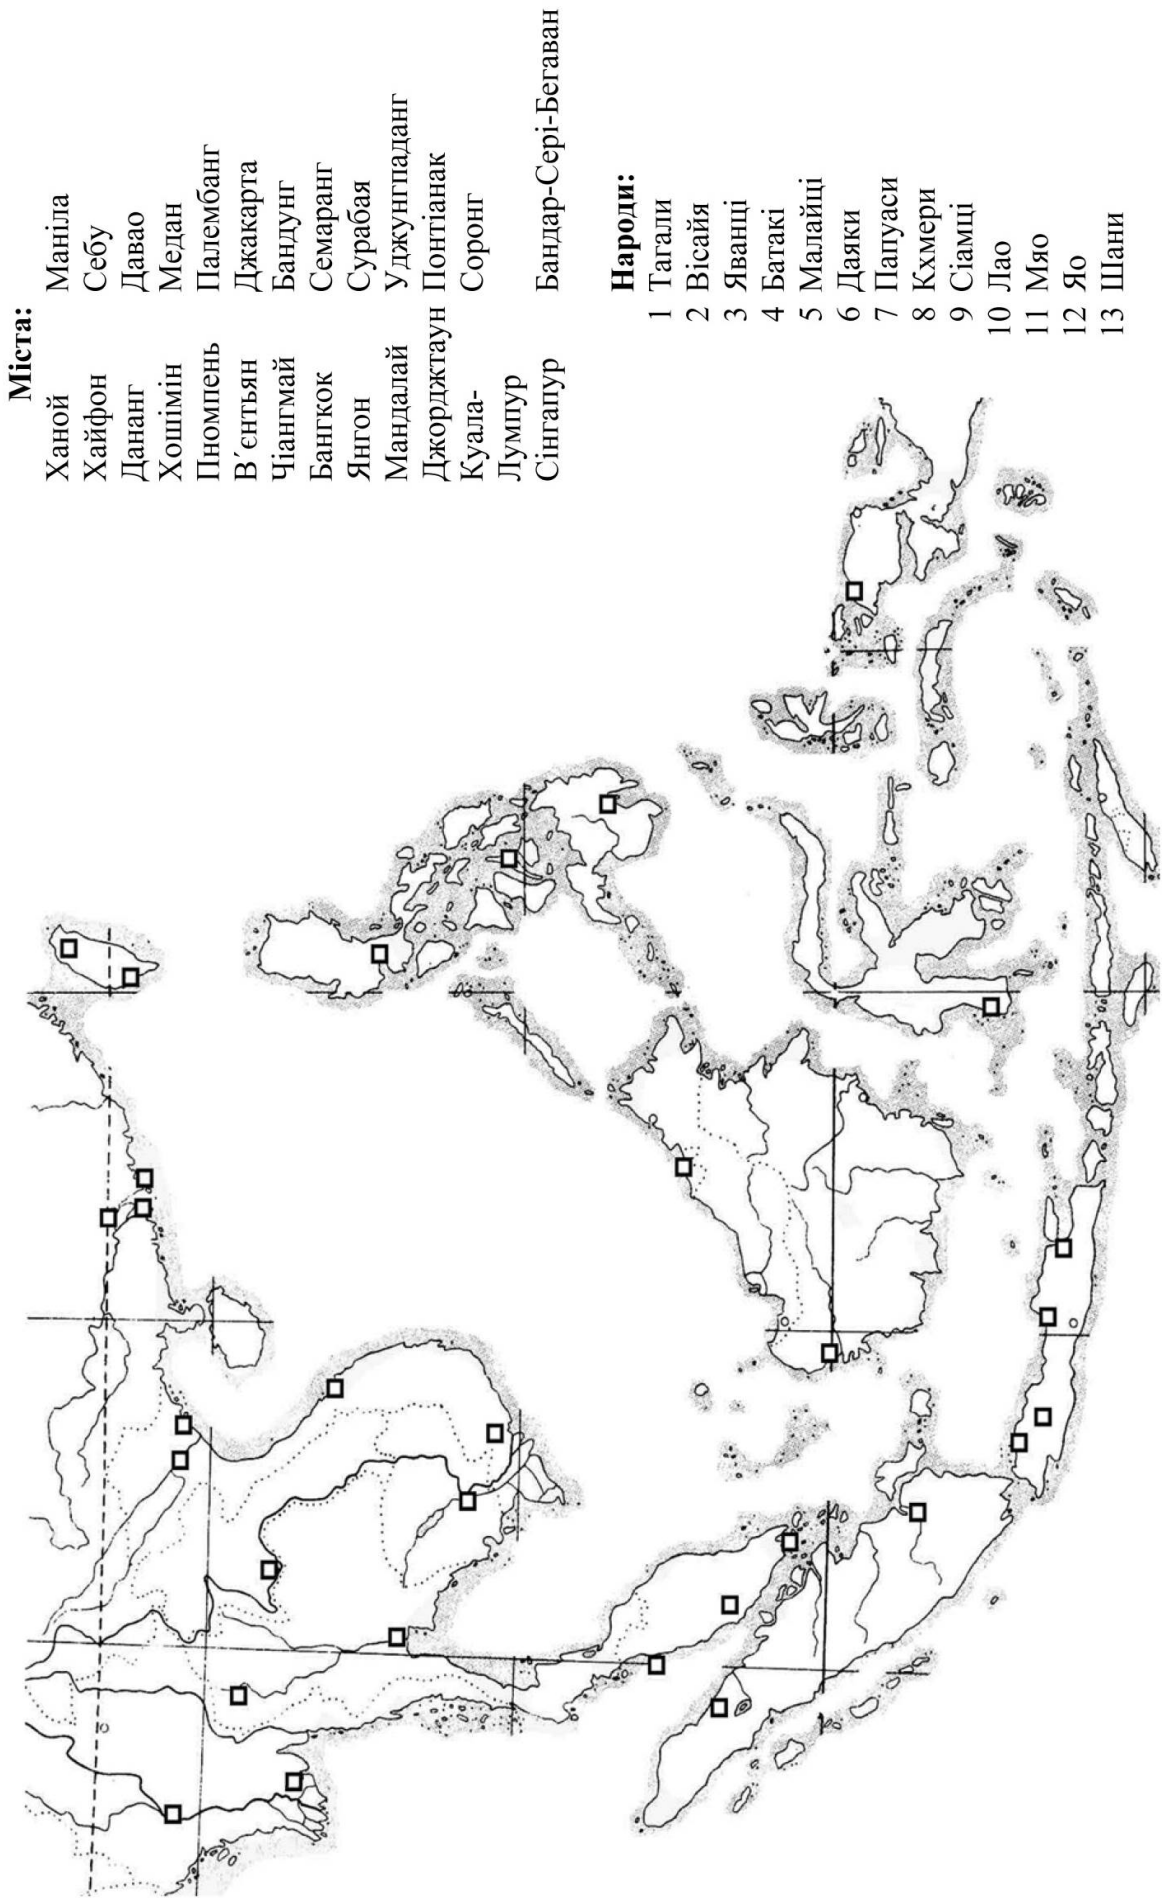 Міста:
Ханой Маніла
Хайфон Себу
Дананг Давао
Хошімін Медан
Пномпень Палембанг
В´єнтьян Джакарта
Чіангмай Бандунг
Бангкок Семаранг
Янгон Сурабая
Мандалай Уджунгпаданг
Джорджтаун Понтіанак
Куала- Соронг
Лумпур
Сінгапур Бандар-Сері-Бегаван
Народи:
1 Тагали
2 Вісайя
3 Яванці
4 Батакі
5 Малайці
6 Даяки
7 Папуаси
8 Кхмери
9 Сіамці
10 Лао
11 Мяо
12 Яо
13 Шани